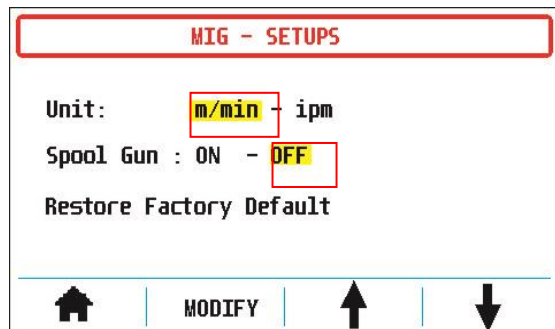 MIG - SETUPS
Unit: m/min - ipm
Spool Gun : ON - OFF
Restore Factory Default
MODIFY